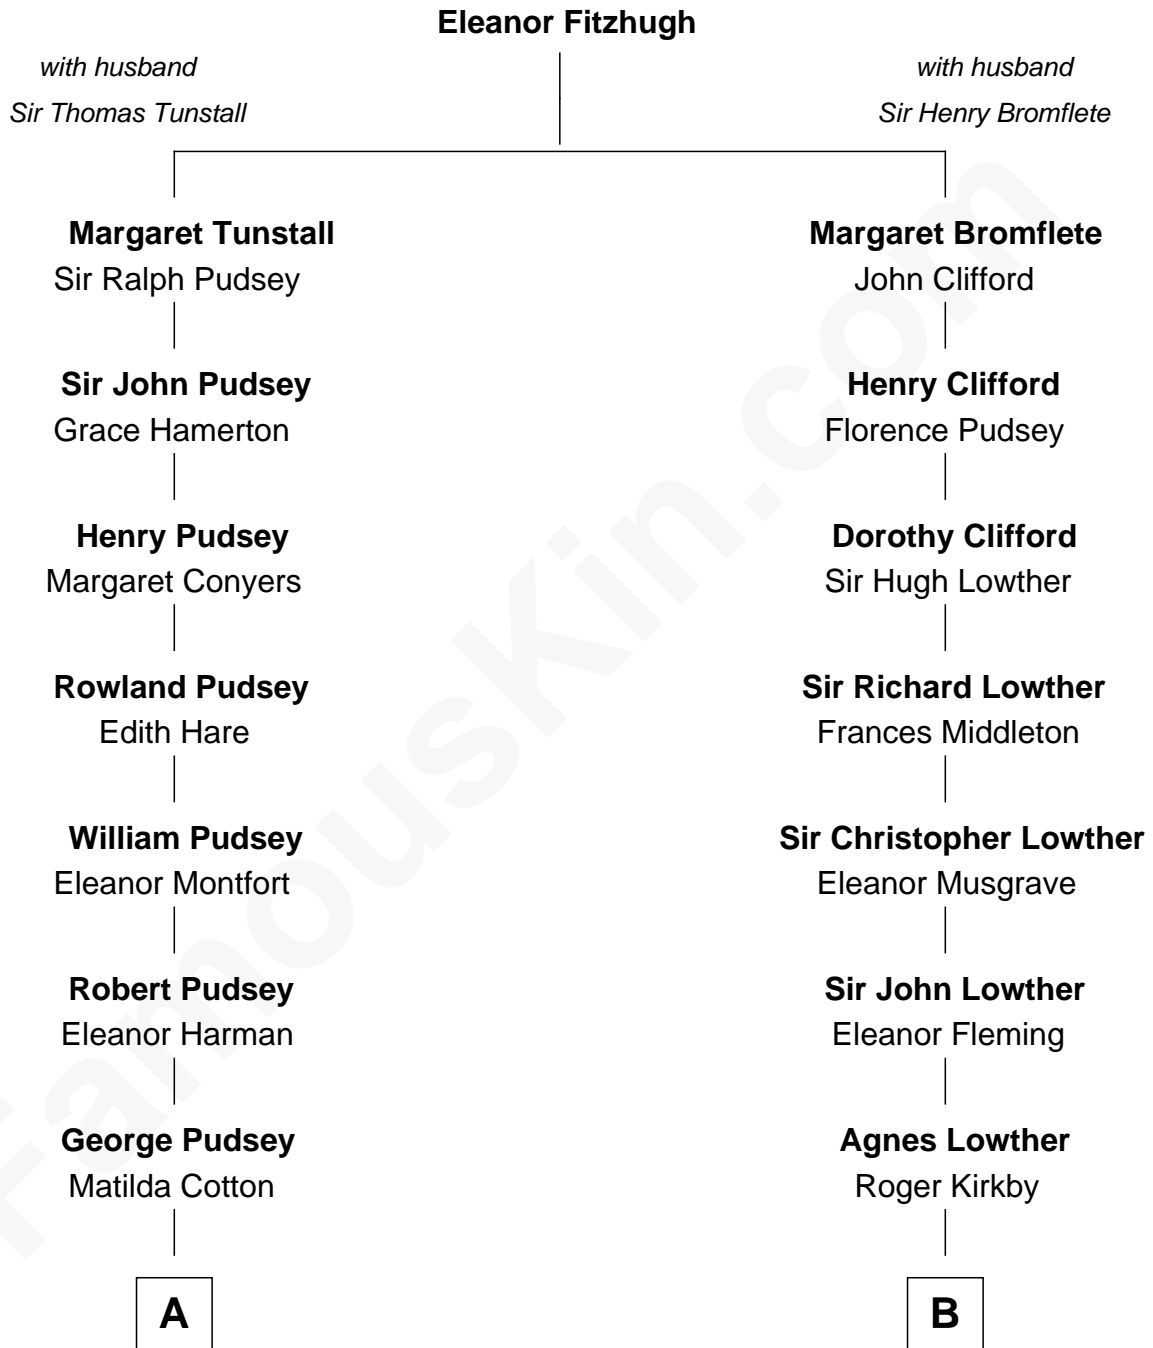 Eleanor Fitzhugh
with husband
Sir Thomas Tunstall
with husband
Sir Henry Bromflete
Margaret Tunstall
Sir Ralph Pudsey
Margaret Bromflete
John Clifford
Sir John Pudsey
Grace Hamerton
Henry Clifford
Florence Pudsey
Henry Pudsey
Margaret Conyers
Dorothy Clifford
Sir Hugh Lowther
Rowland Pudsey
Edith Hare
Sir Richard Lowther
Frances Middleton
William Pudsey
Eleanor Montfort
Sir Christopher Lowther
Eleanor Musgrave
Robert Pudsey
Eleanor Harman
Sir John Lowther
Eleanor Fleming
George Pudsey
Matilda Cotton
Agnes Lowther
Roger Kirkby
A
B
FamousKin.com